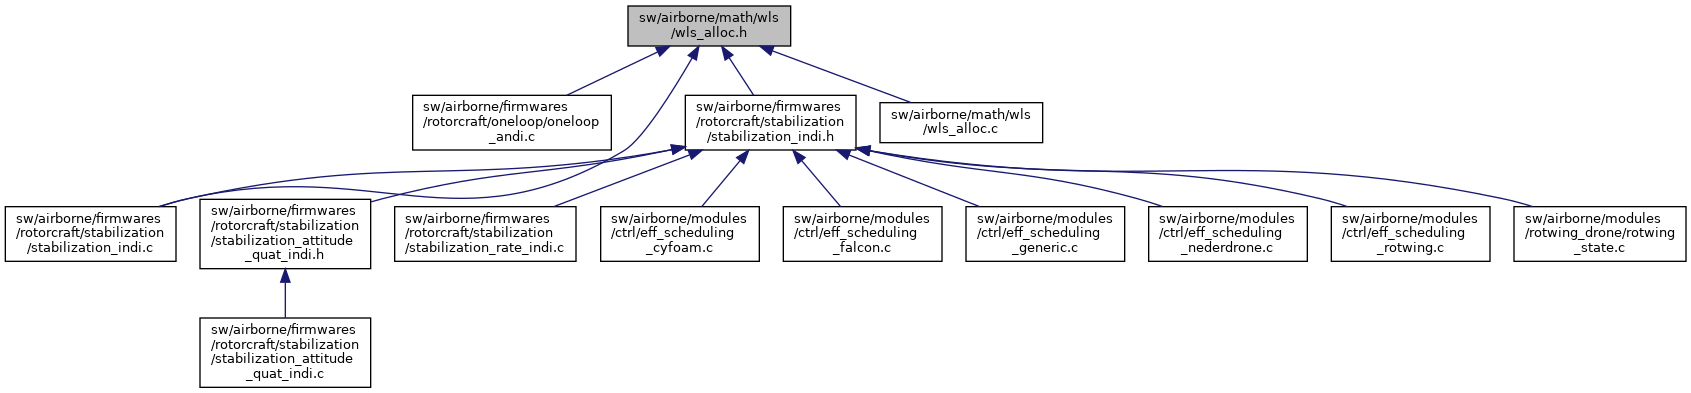 sw/airborne/math/wls
/wls_alloc.h
sw/airborne/firmwares
/rotorcraft/oneloop/oneloop
_andi.c
sw/airborne/firmwares
/rotorcraft/stabilization
/stabilization_indi.h
sw/airborne/math/wls
/wls_alloc.c
sw/airborne/firmwares
/rotorcraft/stabilization
/stabilization_indi.c
sw/airborne/firmwares
/rotorcraft/stabilization
/stabilization_attitude
_quat_indi.h
sw/airborne/firmwares
/rotorcraft/stabilization
/stabilization_rate_indi.c
sw/airborne/modules
/ctrl/eff_scheduling
_cyfoam.c
sw/airborne/modules
/ctrl/eff_scheduling
_falcon.c
sw/airborne/modules
/ctrl/eff_scheduling
_generic.c
sw/airborne/modules
/ctrl/eff_scheduling
_nederdrone.c
sw/airborne/modules
/ctrl/eff_scheduling
_rotwing.c
sw/airborne/modules
/rotwing_drone/rotwing
_state.c
sw/airborne/firmwares
/rotorcraft/stabilization
/stabilization_attitude
_quat_indi.c